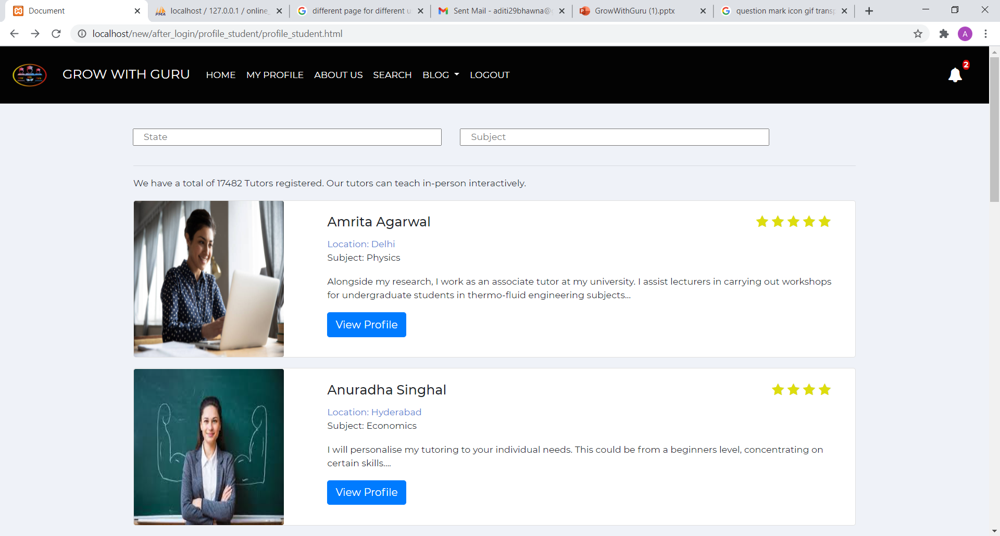 Document
localhost / 127.0.0.1 / online_
different page for different u
Sent Mail - aditi29bhawna@
GrowWithGuru (1).pptx
question mark icon gif transp
localhost/new/after_login/profile_student/profile_student.html
A
GROW WITH GURU
HOME
MY PROFILE
ABOUT US
SEARCH
BLOG
LOGOUT
2
State
Subject
We have a total of 17482 Tutors registered. Our tutors can teach in-person interactively.
Amrita Agarwal
Location: Delhi
Subject: Physics
Alongside my research, I work as an associate tutor at my university. I assist lecturers in carrying out workshops
for undergraduate students in thermo-fluid engineering subjects...
View Profile
Anuradha Singhal
Location: Hyderabad
Subject: Economics
I will personalise my tutoring to your individual needs. This could be from a beginners level, concentrating on
certain skills....
View Profile